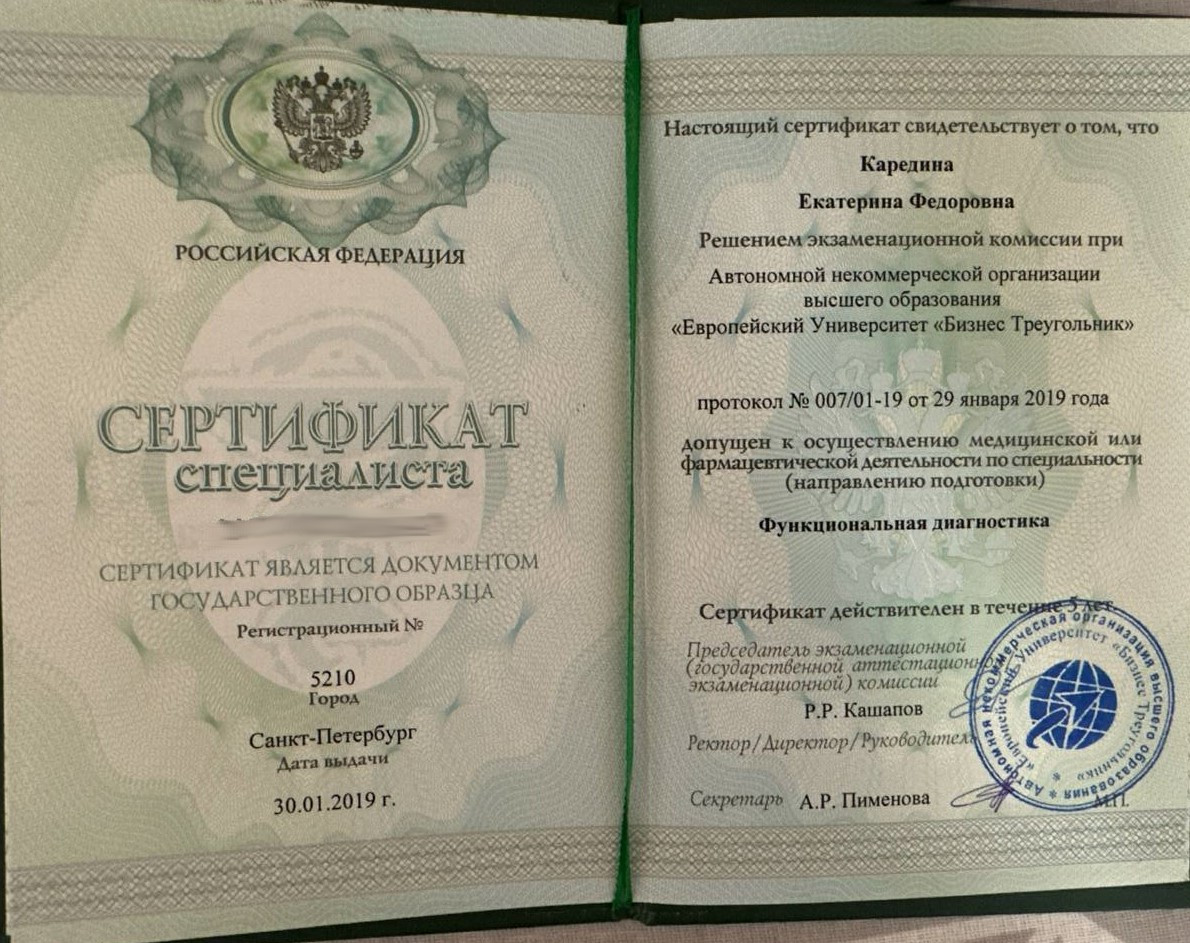 РОССИЙСКАЯ ФЕДЕРАЦИЯ
СЕРТИФИКАТ
специалиста
СЕРТИФИКАТ ЯВЛЯЕТСЯ ДОКУМЕНТОМ
ГОСУДАРСТВЕННОГО ОБРАЗЦА
Регистрационный №
5210
Город
Санкт-Петербург
Дата выдачи
30.01.2019 г.
Настоящий сертификат свидетельствует о том, что
Каредина
Екатерина Федоровна
Решением экзаменационной комиссии при
Автономной некоммерческой организации
высшего образования
«Европейский Университет «Бизнес Треугольник»
протокол № 007/01-19 от 29 января 2019 года
допущен к осуществлению медицинской или
фармацевтической деятельности по специальности
(направлению подготовки)
Функциональная диагностика
Сертификат действителен в течение 5 лет.
Председатель экзаменационной
(государственной аттестационно
экзаменационной) комиссии
Р.Р. Кашапов
Ректор/Директор/Руководитель
Секретарь А.Р. Пименова
М.П.
Автономная некоммерческая организация высшего образования *
«Европейский Университет «Бизнес Треугольник» *